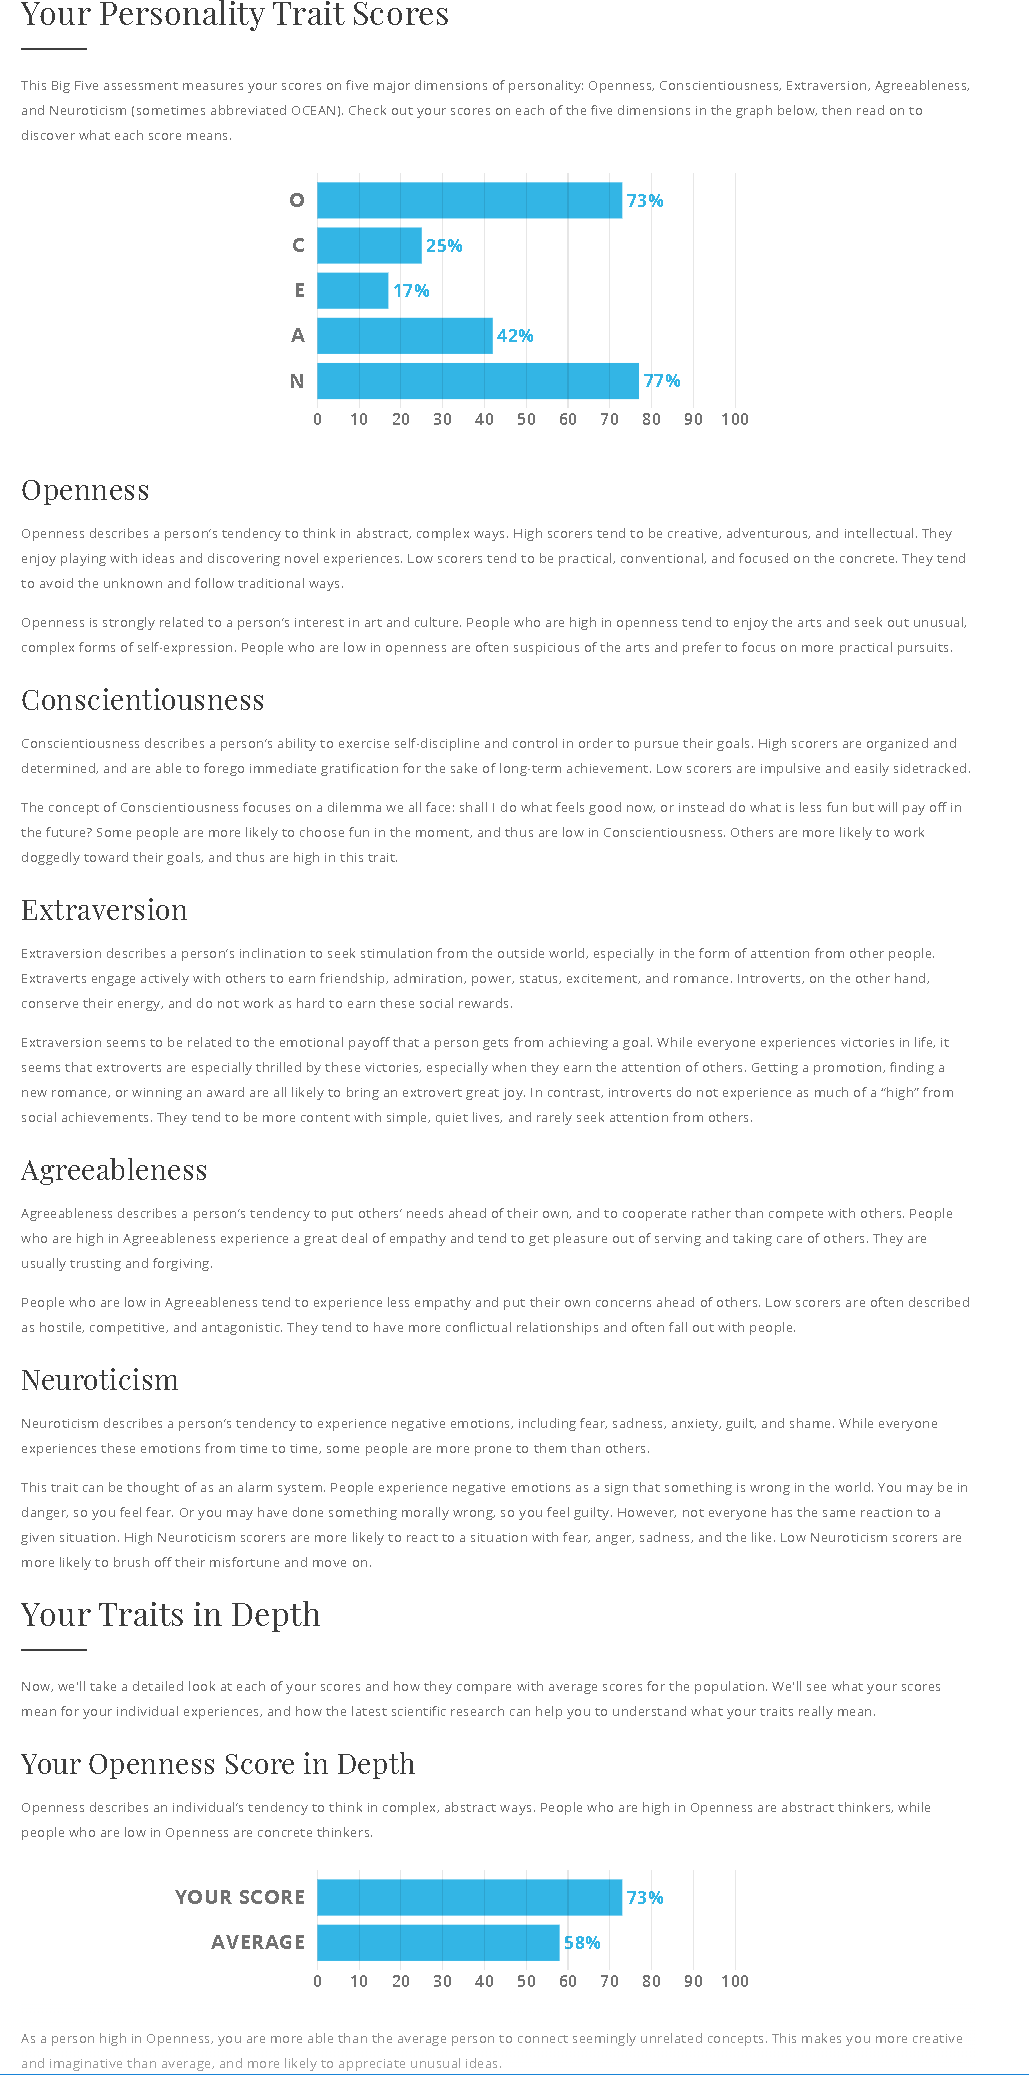 Your Personality Trait Scores
This Big Five assessment measures your scores on five major dimensions of personality: Openness, Conscientiousness, Extraversion, Agreeableness,
and Neuroticism (sometimes abbreviated OCEAN). Check out your scores on each of the five dimensions in the graph below, then read on to
discover what each score means.
O 73%
C 25%
E 17%
A 42%
N 77%
0 10 20 30 40 50 60 70 80 90 100
Openness
Openness describes a person’s tendency to think in abstract, complex ways. High scorers tend to be creative, adventurous, and intellectual. They
enjoy playing with ideas and discovering novel experiences. Low scorers tend to be practical, conventional, and focused on the concrete. They tend
to avoid the unknown and follow traditional ways.
Openness is strongly related to a person’s interest in art and culture. People who are high in openness tend to enjoy the arts and seek out unusual,
complex forms of self-expression. People who are low in openness are often suspicious of the arts and prefer to focus on more practical pursuits.
Conscientiousness
Conscientiousness describes a person’s ability to exercise self-discipline and control in order to pursue their goals. High scorers are organized and
determined, and are able to forego immediate gratification for the sake of long-term achievement. Low scorers are impulsive and easily sidetracked.
The concept of Conscientiousness focuses on a dilemma we all face: shall I do what feels good now, or instead do what is less fun but will pay off in
the future? Some people are more likely to choose fun in the moment, and thus are low in Conscientiousness. Others are more likely to work
doggedly toward their goals, and thus are high in this trait.
Extraversion
Extraversion describes a person’s inclination to seek stimulation from the outside world, especially in the form of attention from other people.
Extraverts engage actively with others to earn friendship, admiration, power, status, excitement, and romance. Introverts, on the other hand,
conserve their energy, and do not work as hard to earn these social rewards.
Extraversion seems to be related to the emotional payoff that a person gets from achieving a goal. While everyone experiences victories in life, it
seems that extroverts are especially thrilled by these victories, especially when they earn the attention of others. Getting a promotion, finding a
new romance, or winning an award are all likely to bring an extrovert great joy. In contrast, introverts do not experience as much of a “high” from
social achievements. They tend to be more content with simple, quiet lives, and rarely seek attention from others.
Agreeableness
Agreeableness describes a person’s tendency to put others’ needs ahead of their own, and to cooperate rather than compete with others. People
who are high in Agreeableness experience a great deal of empathy and tend to get pleasure out of serving and taking care of others. They are
usually trusting and forgiving.
People who are low in Agreeableness tend to experience less empathy and put their own concerns ahead of others. Low scorers are often described
as hostile, competitive, and antagonistic. They tend to have more conflictual relationships and often fall out with people.
Neuroticism
Neuroticism describes a person’s tendency to experience negative emotions, including fear, sadness, anxiety, guilt, and shame. While everyone
experiences these emotions from time to time, some people are more prone to them than others.
This trait can be thought of as an alarm system. People experience negative emotions as a sign that something is wrong in the world. You may be in
danger, so you feel fear. Or you may have done something morally wrong, so you feel guilty. However, not everyone has the same reaction to a
given situation. High Neuroticism scorers are more likely to react to a situation with fear, anger, sadness, and the like. Low Neuroticism scorers are
more likely to brush off their misfortune and move on.
Your Traits in Depth
Now, we'll take a detailed look at each of your scores and how they compare with average scores for the population. We'll see what your scores
mean for your individual experiences, and how the latest scientific research can help you to understand what your traits really mean.
Your Openness Score in Depth
Openness describes an individual’s tendency to think in complex, abstract ways. People who are high in Openness are abstract thinkers, while
people who are low in Openness are concrete thinkers.
YOUR SCORE 73%
AVERAGE 58%
0 10 20 30 40 50 60 70 80 90 100
As a person high in Openness, you are more able than the average person to connect seemingly unrelated concepts. This makes you more creative
and imaginative than average, and more likely to appreciate unusual ideas.